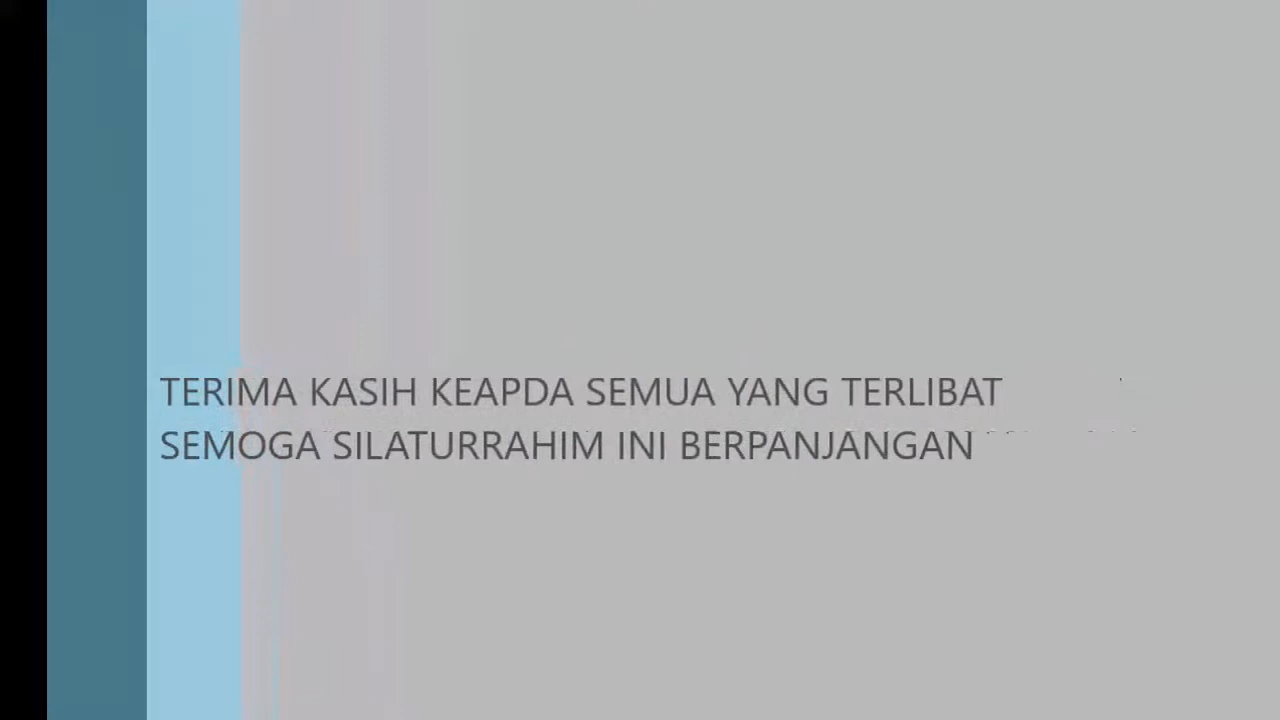 TERIMA KASIH KEAPDA SEMUA YANG TERLIBAT
SEMOGA SILATURRAHIM INI BERPANJANGAN